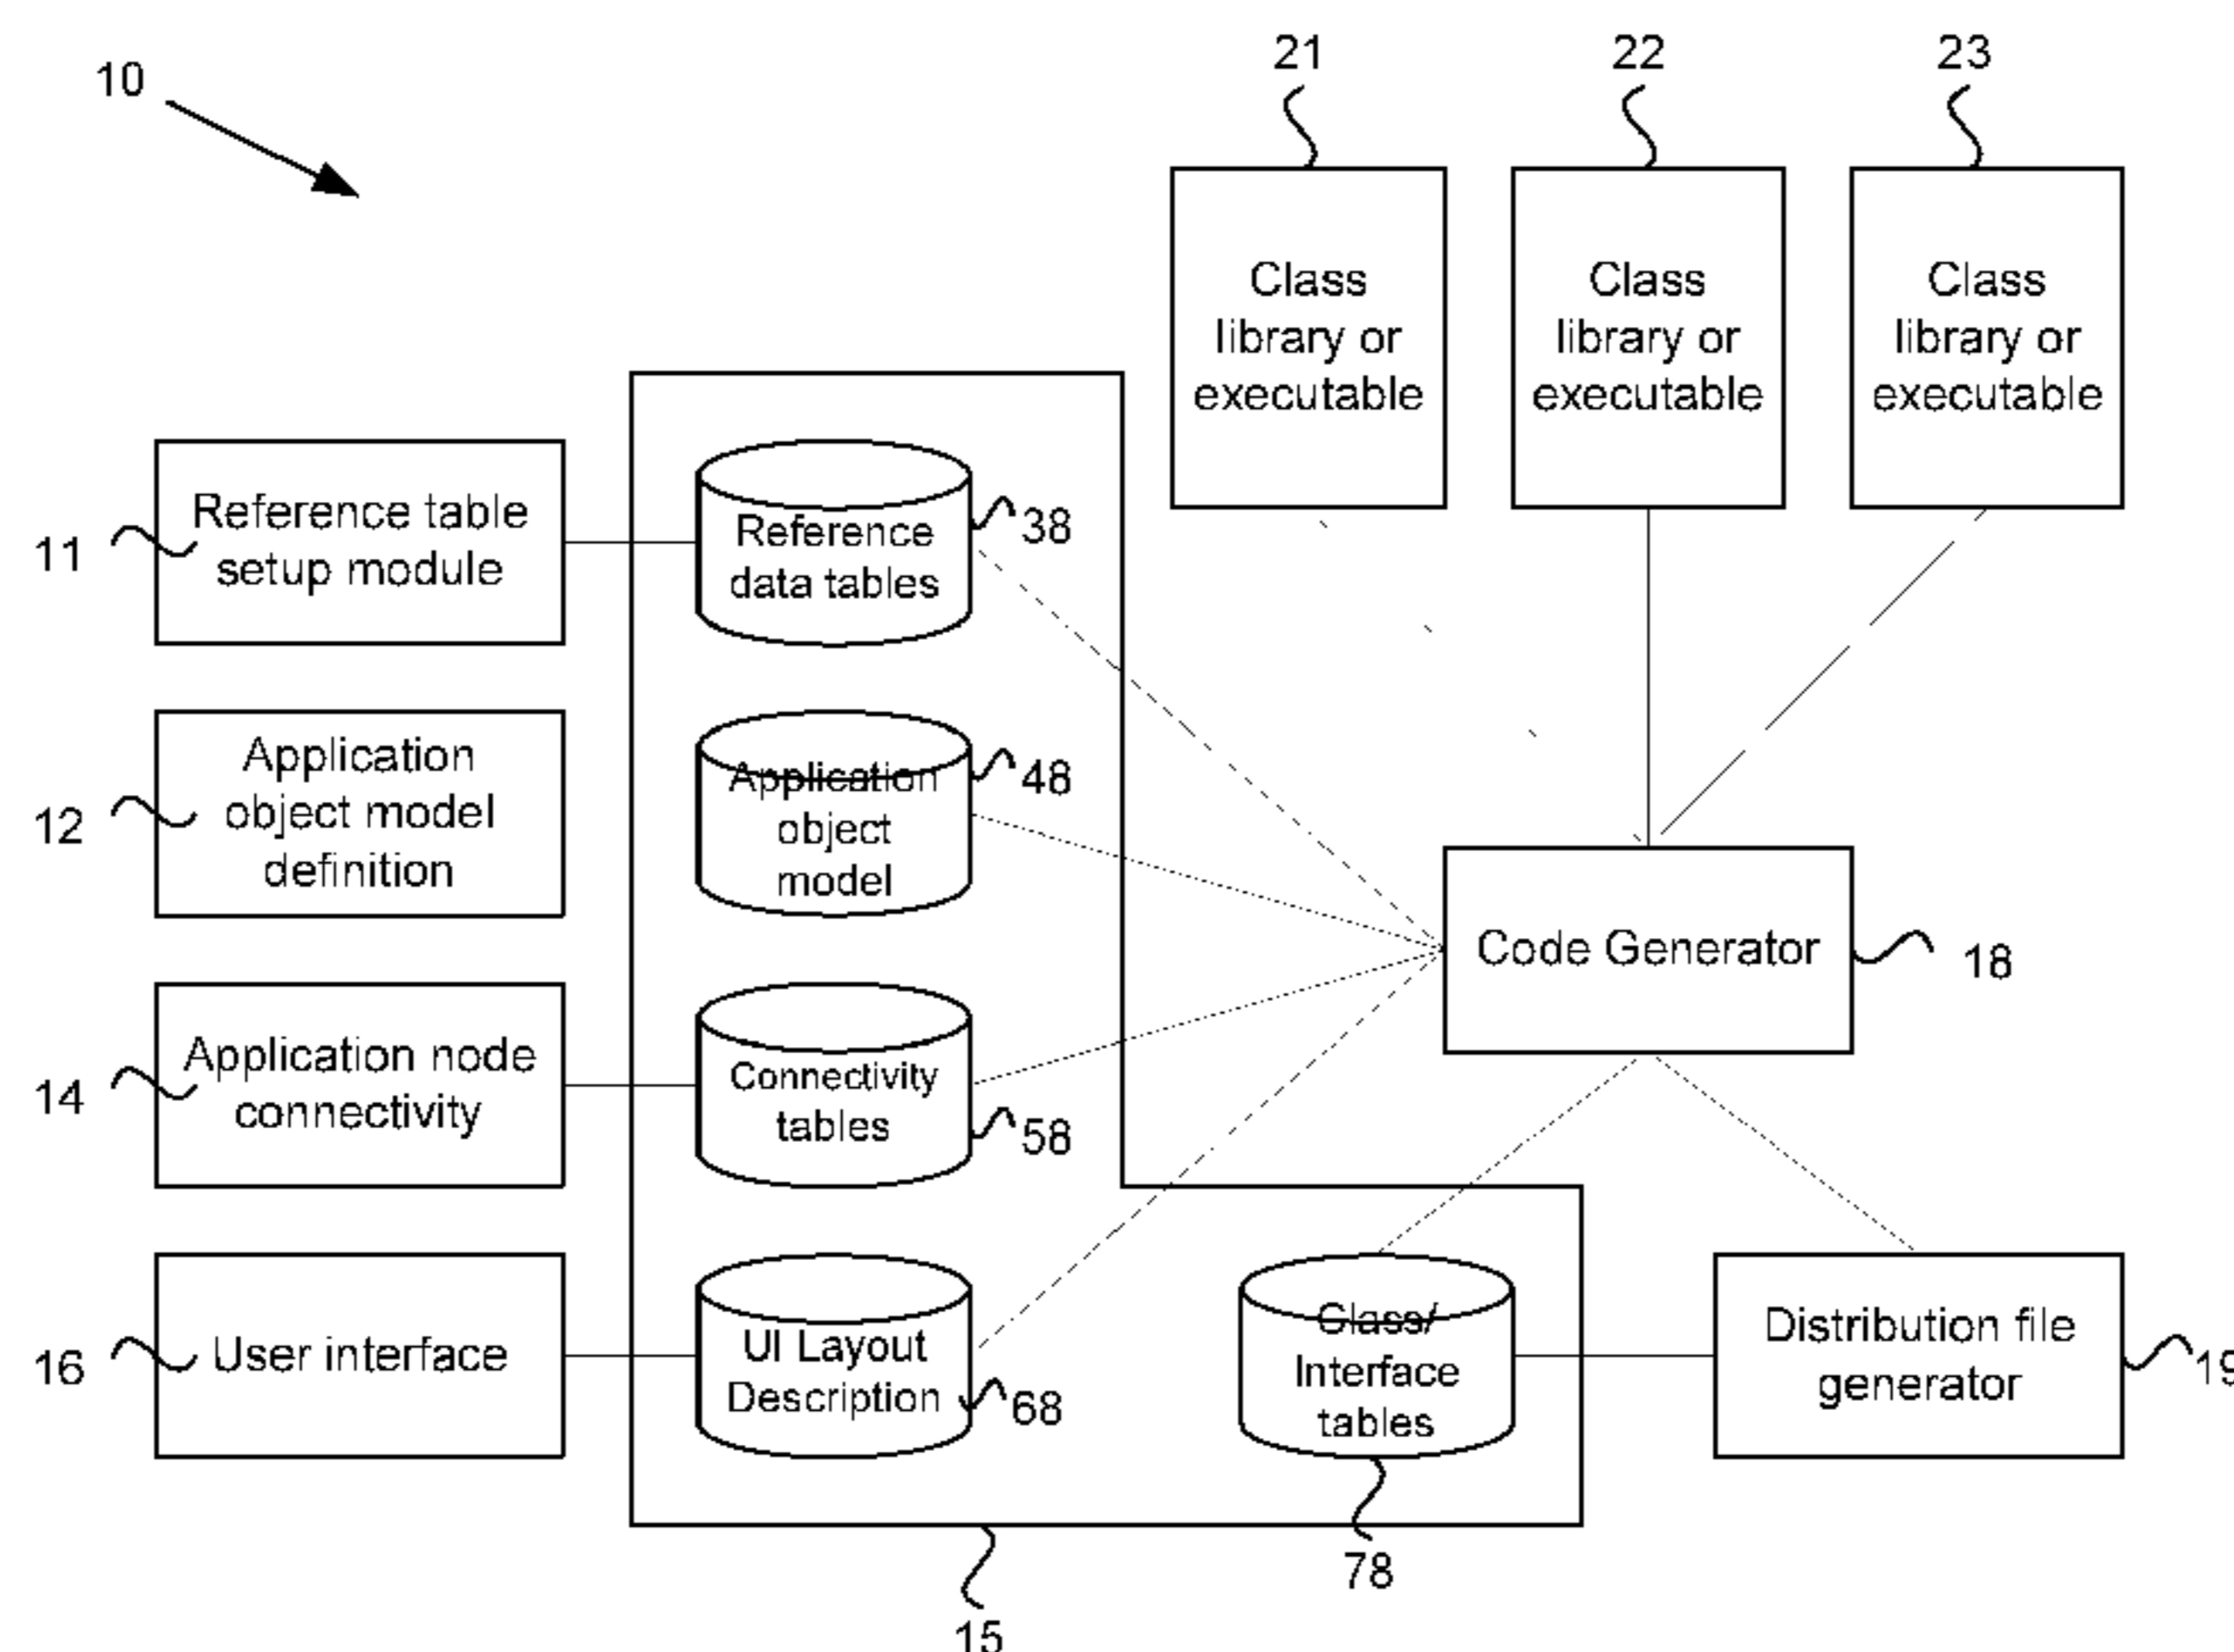 21
22
23
10
Class
library or
executable
Class
library or
executable
Class
library or
executable
Reference table
setup module
11
Reference
data tables
38
Application
object model
definition
12
Application
object
model
48
Code Generator
18
Application node
connectivity
14
Connectivity
tables
58
User interface
16
UI Layout
Description
68
Class/
Interface
tables
78
Distribution file
generator
19
15